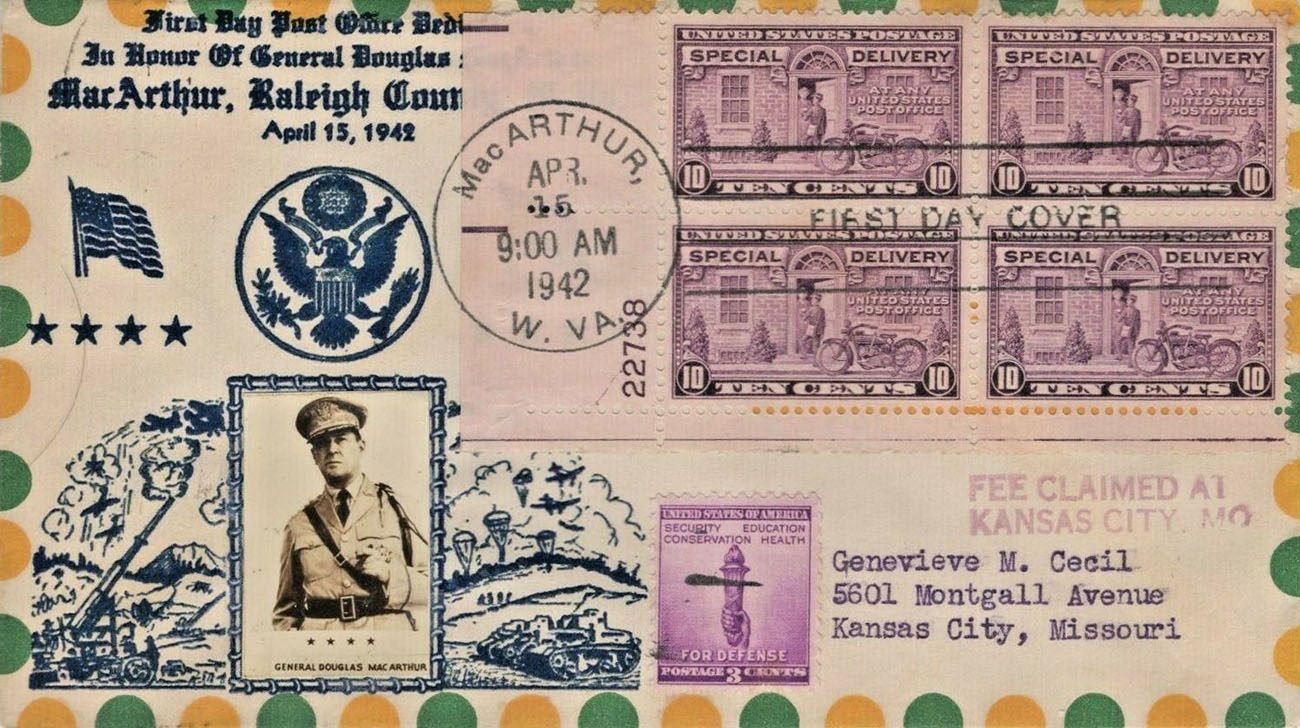 First Day Post Office Dedi
In Honor Of General Douglas
MacArthur, Raleigh Coun
April 15, 1942
MacARTHUR,
APR.
15
9:00 AM
1942
W. VA.
22738
UNITED STATES POSTAGE
SPECIAL DELIVERY
AT ANY
UNITED STATES
POST OFFICE
10 TEN CENTS 10
UNITED STATES POSTAGE
SPECIAL DELIVERY
AT ANY
UNITED STATES
POST OFFICE
10 TEN CENTS 10
FIRST DAY COVER
UNITED STATES POSTAGE
SPECIAL DELIVERY
AT ANY
UNITED STATES
POST OFFICE
10 TEN CENTS 10
UNITED STATES POSTAGE
SPECIAL DELIVERY
AT ANY
UNITED STATES
POST OFFICE
10 TEN CENTS 10
GENERAL DOUGLAS MAC ARTHUR
UNITED STATES OF AMERICA
SECURITY EDUCATION
CONSERVATION HEALTH
FOR DEFENSE
POSTAGE 3 CENTS
FEE CLAIMED AT
KANSAS CITY, MO
Genevieve M. Cecil
5601 Montgall Avenue
Kansas City, Missouri